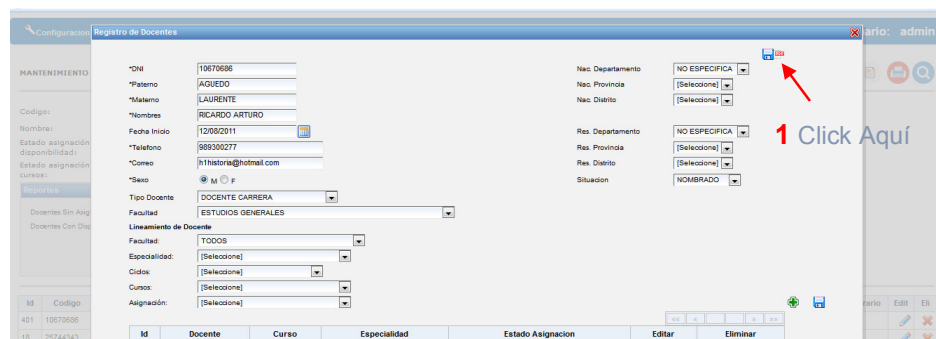 Configuracion
Registro de Docentes
ario: admin
MANTENIMIENTO
*DNI 10670686 Nac. Departamento NO ESPECIFICA
*Paterno AGUEDO Nac. Provincia [Seleccione]
*Materno LAURENTE Nac. Distrito [Seleccione]
*Nombres RICARDO ARTURO
Fecha Inicio 12/08/2011 Res. Departamento NO ESPECIFICA
*Telefono 989300277 Res. Provincia [Seleccione]
*Correo h1historia@hotmail.com Res. Distrito [Seleccione]
*Sexo M F Situacion NOMBRADO
1 Click Aquí
Tipo Docente DOCENTE CARRERA
Facultad ESTUDIOS GENERALES
Lineamiento de Docente
Facultad: TODOS
Especialidad: [Seleccione]
Ciclos: [Seleccione]
Cursos: [Seleccione]
Asignación: [Seleccione]
Codigo:
Nombre:
Estado asignación
disponibilidad:
Estado asignación
cursos:
Reportes
Docentes Sin Asig
Docentes Con Disp
<< < > >>
Id Docente Curso Especialidad Estado Asignacion Editar Eliminar
Id Codigo rario Edit Eli
401 10670686
18 25744343